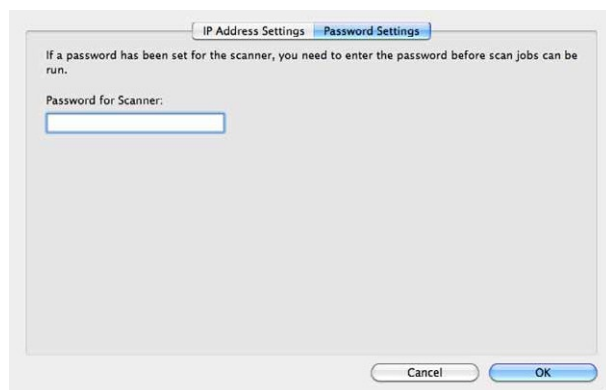 IP Address Settings Password Settings
If a password has been set for the scanner, you need to enter the password before scan jobs can be
run.
Password for Scanner:
Cancel OK